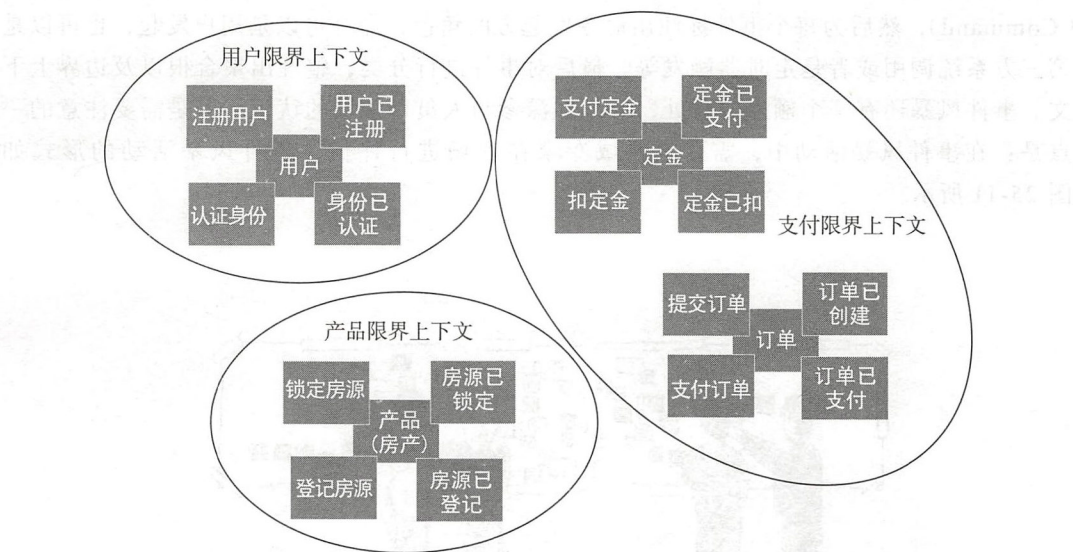 用户限界上下文
注册用户
用户已
注册
用户
认证身份
身份已
认证
支付定金
定金已
支付
定金
扣定金
定金已扣
支付限界上下文
提交订单
订单已
创建
订单
支付订单
订单已
支付
产品限界上下文
锁定房源
房源已
锁定
产品
(房产)
登记房源
房源已
登记